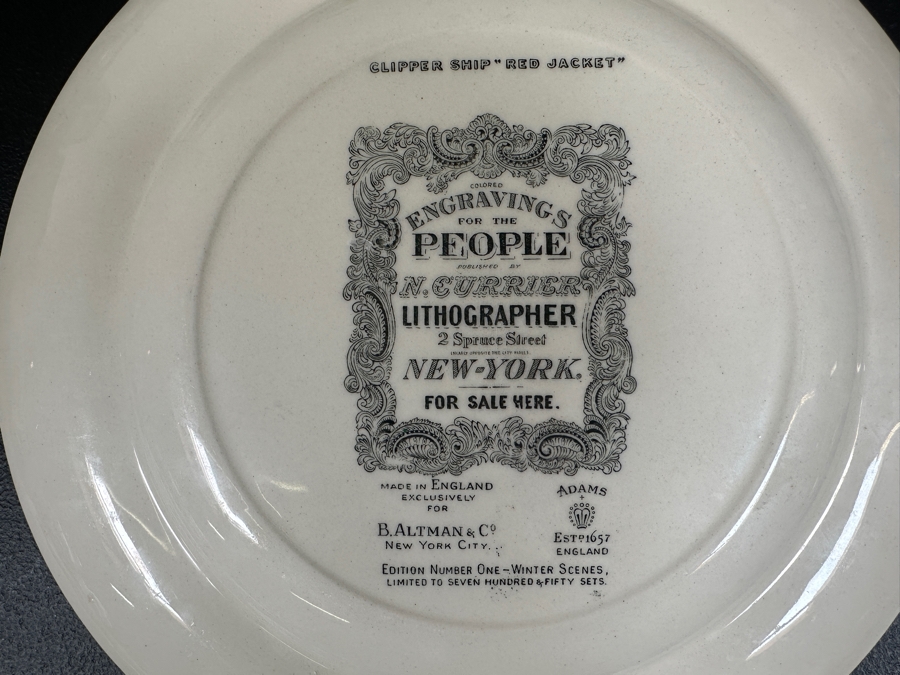 CLIPPER SHIP "RED JACKET"
COLORED
ENGRAVINGS
FOR THE
PEOPLE
PUBLISHED BY
N. CURRIER
LITHOGRAPHER
2 Spruce Street
NEW-YORK.
FOR SALE HERE.
MADE IN ENGLAND
EXCLUSIVELY
FOR
B. ALTMAN & Co
NEW YORK CITY.
ADAMS
ESTD 1657
ENGLAND
EDITION NUMBER ONE - WINTER SCENES,
LIMITED TO SEVEN HUNDRED & FIFTY SETS.